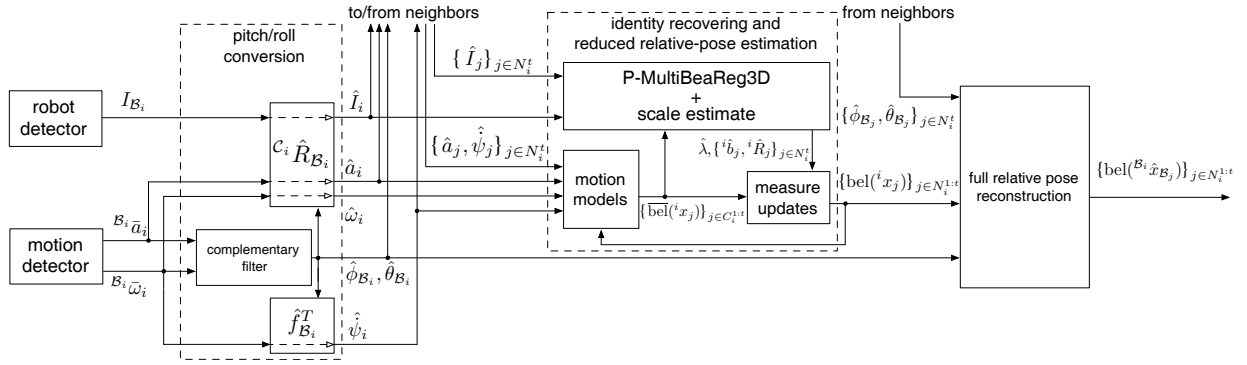 to/from neighbors
identity recovering and
reduced relative-pose estimation
from neighbors
pitch/roll
conversion
{Î_j}_{j∈N_i^t}
P-MultiBeaReg3D
+
scale estimate
robot
detector
I_{B_i}
Î_i
^{C_i}R̂_{B_i}
{φ̂_{B_j}, θ̂_{B_j}}_{j∈N_i^t}
{â_j, ψ̇̂_j}_{j∈N_i^t}
λ̂,{^i b̂_j, ^i R̂_j}_{j∈N_i^t}
â_i
motion
models
measure
updates
{bel(^i x_j)}_{j∈N_i^{1:t}}
full relative pose
reconstruction
{bel(^{B_i} x̂_{B_j})}_{j∈N_i^{1:t}}
{b̅e̅l̅(^i x_j)}_{j∈C_i^{1:t}}
ω̂_i
^{B_i}ā_i
motion
detector
complementary
filter
^{B_i}ω̄_i
φ̂_{B_i}, θ̂_{B_i}
f̂_{B_i}^T
ψ̇̂_i